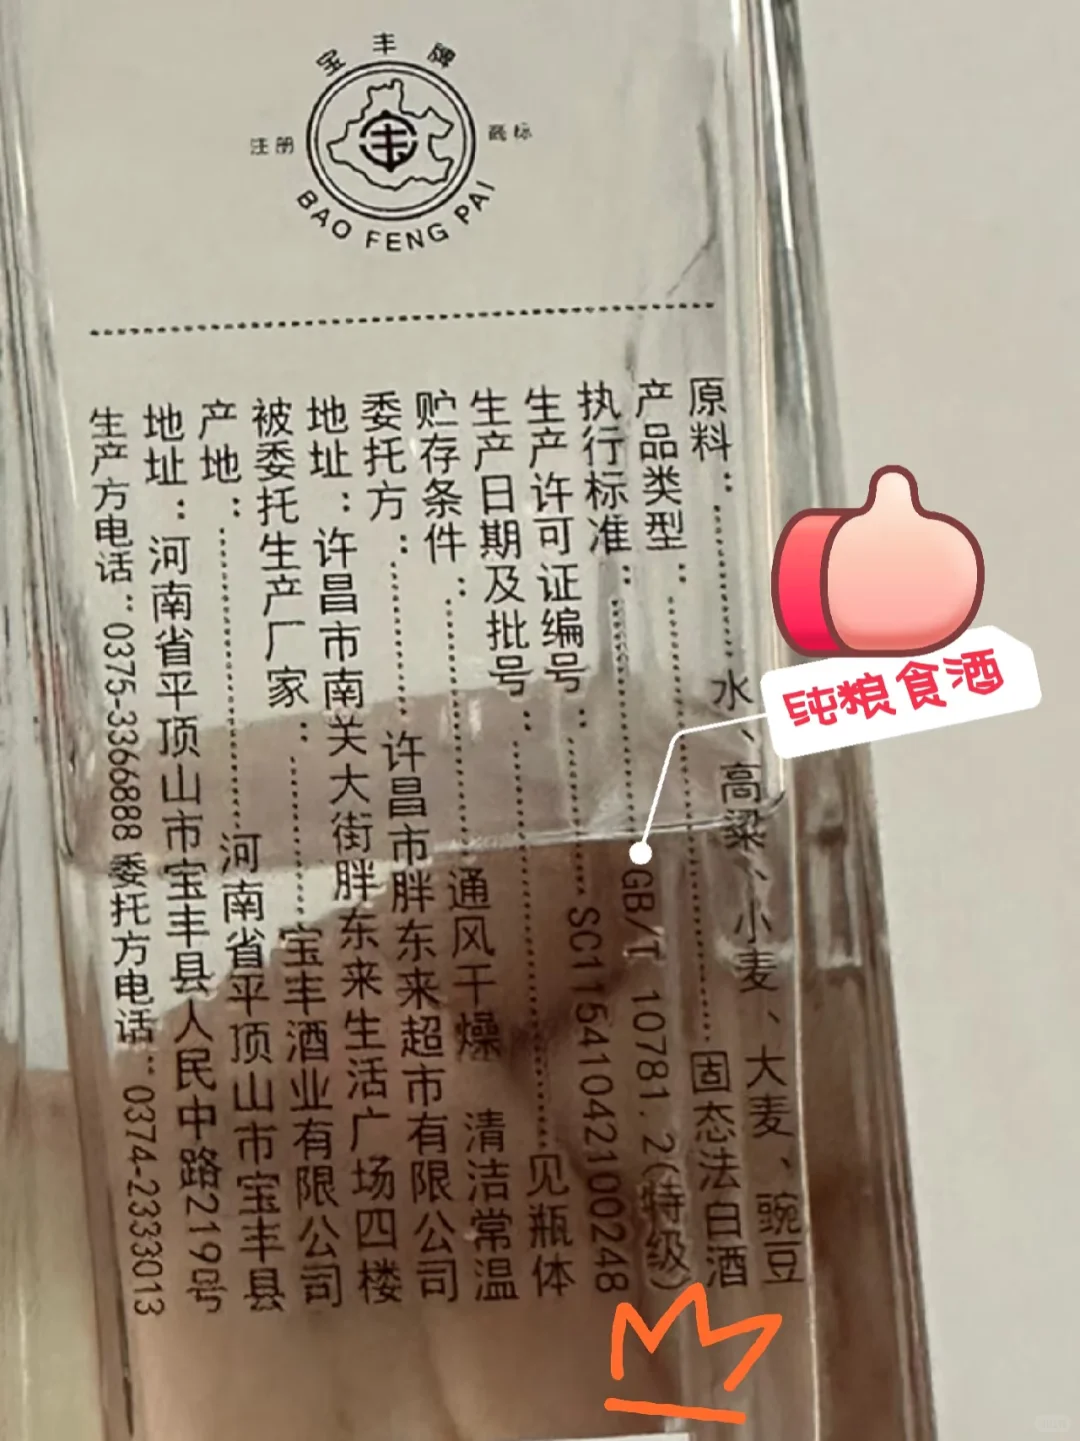 宝丰牌
注册 商标
BAO FENG PAI
原料：水、高粱、小麦、大麦、豌豆
产品类型：固态法白酒
执行标准：GB/T 10781.2(特级)
生产许可证编号：SC11541042100248
生产日期及批号：见瓶体
贮存条件：通风干燥 清洁常温
委托方：许昌市胖东来超市有限公司
地址：许昌市南关大街胖东来生活广场四楼
被委托生产厂家：宝丰酒业有限公司
产地：河南省平顶山市宝丰县
地址：河南省平顶山市宝丰县人民中路219号
生产方电话：0375-3366888 委托方电话：0374-2333013
纯粮食酒